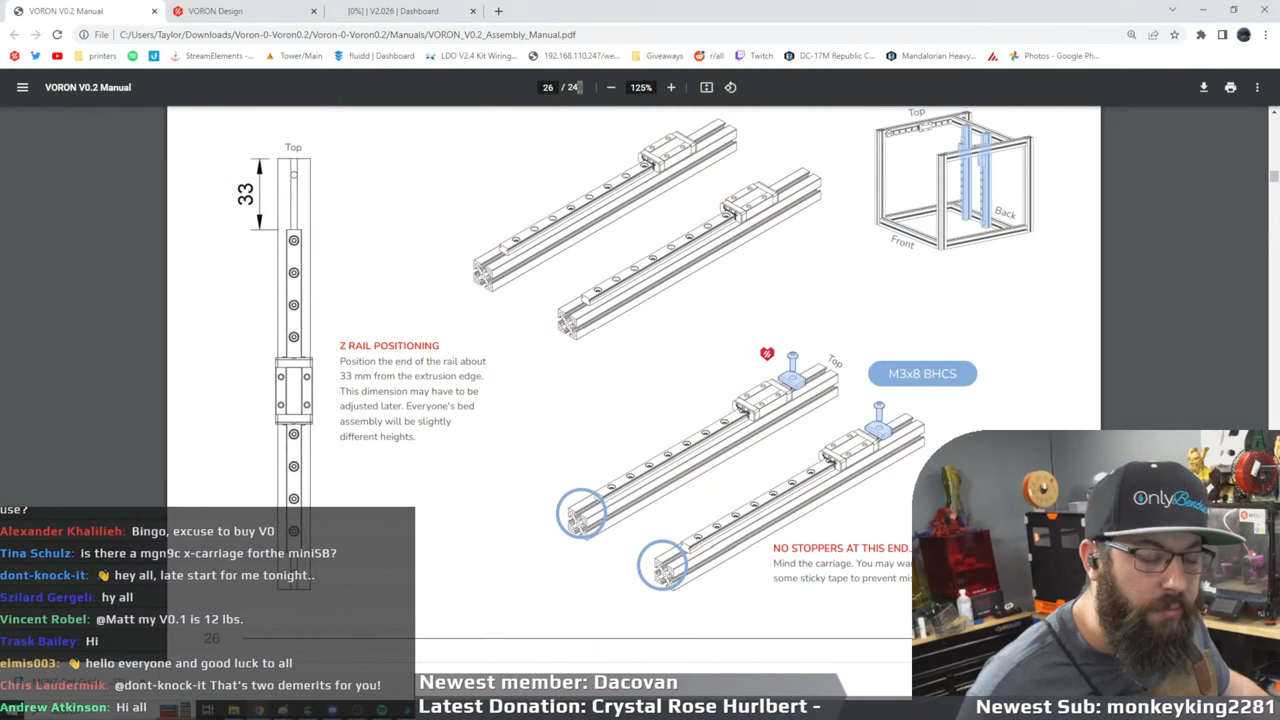 VORON V0.2 Manual
VORON Design
[0%] | V2.026 | Dashboard
File
C:/Users/Taylor/Downloads/Voron-0-Voron0.2/Voron-0-Voron0.2/Manuals/VORON_V0.2_Assembly_Manual.pdf
printers
StreamElements -...
Tower/Main
fluidd | Dashboard
LDO V2.4 Kit Wiring...
192.168.110.247/we...
Giveaways
r/all
Twitch
DC-17M Republic C...
Mandalorian Heavy...
Photos - Google Ph...
VORON V0.2 Manual
26 / 24
125%
Top
33
Top
Back
Front
Z RAIL POSITIONING
Position the end of the rail about
33 mm from the extrusion edge.
This dimension may have to be
adjusted later. Everyone's bed
assembly will be slightly
different heights.
Top
M3x8 BHCS
NO STOPPERS AT THIS END...
Mind the carriage. You may wa
some sticky tape to prevent mis
26
use?
Alexander Khalilieh: Bingo, excuse to buy V0
Tina Schulz: is there a mgn9c x-carriage forthe miniSB?
dont-knock-it: 👋 hey all, late start for me tonight..
Szilard Gergeli: hy all
Vincent Robel: @Matt my V0.1 is 12 lbs.
Trask Bailey: Hi
elmis003: 👋 hello everyone and good luck to all
Chris Laudermilk: @dont-knock-it That's two demerits for you!
Andrew Atkinson: Hi all
OnlyBenchys
Newest member: Dacovan
Latest Donation: Crystal Rose Hurlbert -
Newest Sub: monkeyking2281